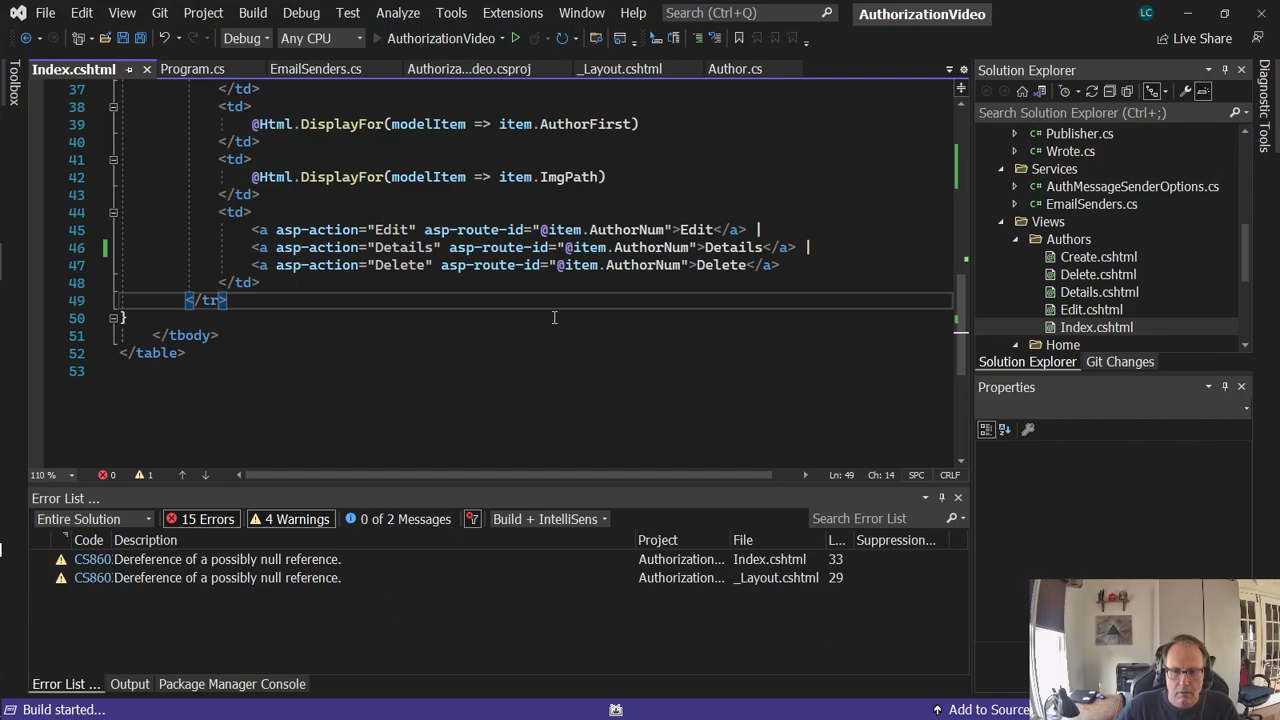 File Edit View Git Project Build Debug Test Analyze Tools Extensions Window Help Search (Ctrl+Q) AuthorizationVideo LC
Debug Any CPU AuthorizationVideo Live Share
Toolbox
Index.cshtml Program.cs EmailSenders.cs Authoriza...deo.csproj _Layout.cshtml Author.cs
37 </td>
38 <td>
39 @Html.DisplayFor(modelItem => item.AuthorFirst)
40 </td>
41 <td>
42 @Html.DisplayFor(modelItem => item.ImgPath)
43 </td>
44 <td>
45 <a asp-action="Edit" asp-route-id="@item.AuthorNum">Edit</a> |
46 <a asp-action="Details" asp-route-id="@item.AuthorNum">Details</a> |
47 <a asp-action="Delete" asp-route-id="@item.AuthorNum">Delete</a>
48 </td>
49 </tr>
50 }
51 </tbody>
52 </table>
53
110 % 0 1 Ln: 49 Ch: 14 SPC CRLF
Error List ...
Entire Solution 15 Errors 4 Warnings 0 of 2 Messages Build + IntelliSens Search Error List
Code Description Project File L... Suppression...
CS860 Dereference of a possibly null reference. Authorization... Index.cshtml 33
CS860 Dereference of a possibly null reference. Authorization... _Layout.cshtml 29
Error List ... Output Package Manager Console
Build started... Add to Source
Solution Explorer
Search Solution Explorer (Ctrl+;)
Publisher.cs
Wrote.cs
Services
AuthMessageSenderOptions.cs
EmailSenders.cs
Views
Authors
Create.cshtml
Delete.cshtml
Details.cshtml
Edit.cshtml
Index.cshtml
Home
Solution Explorer Git Changes
Properties
Diagnostic Tools